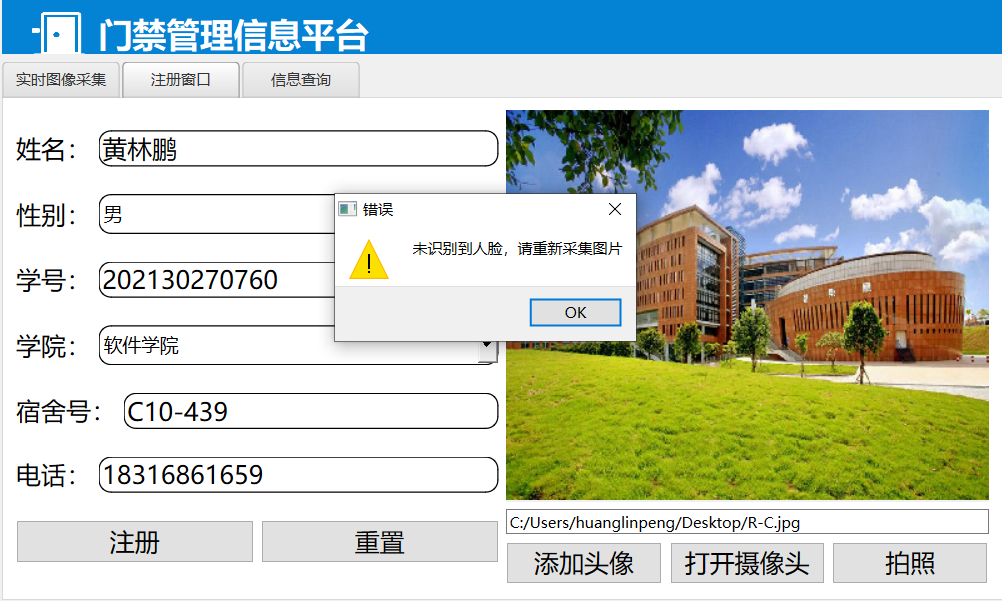 门禁管理信息平台
实时图像采集
注册窗口
信息查询
姓名：
黄林鹏
性别：
男
学号：
202130270760
学院：
软件学院
宿舍号：
C10-439
电话：
18316861659
注册
重置
错误
未识别到人脸，请重新采集图片
OK
C:/Users/huanglinpeng/Desktop/R-C.jpg
添加头像
打开摄像头
拍照